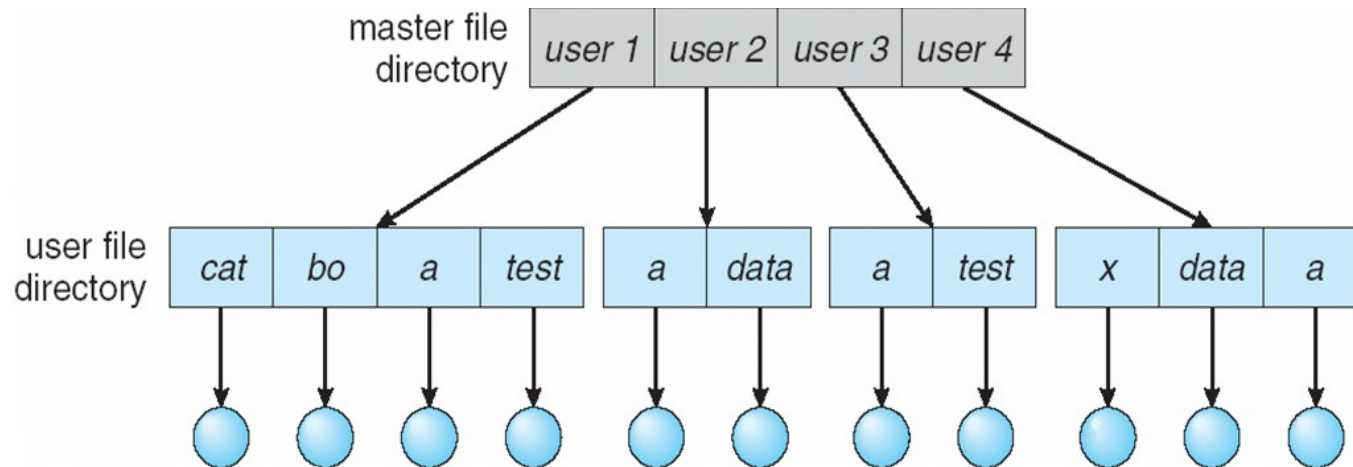 master file
directory
user 1 user 2 user 3 user 4
user file
directory
cat bo a test a data a test x data a